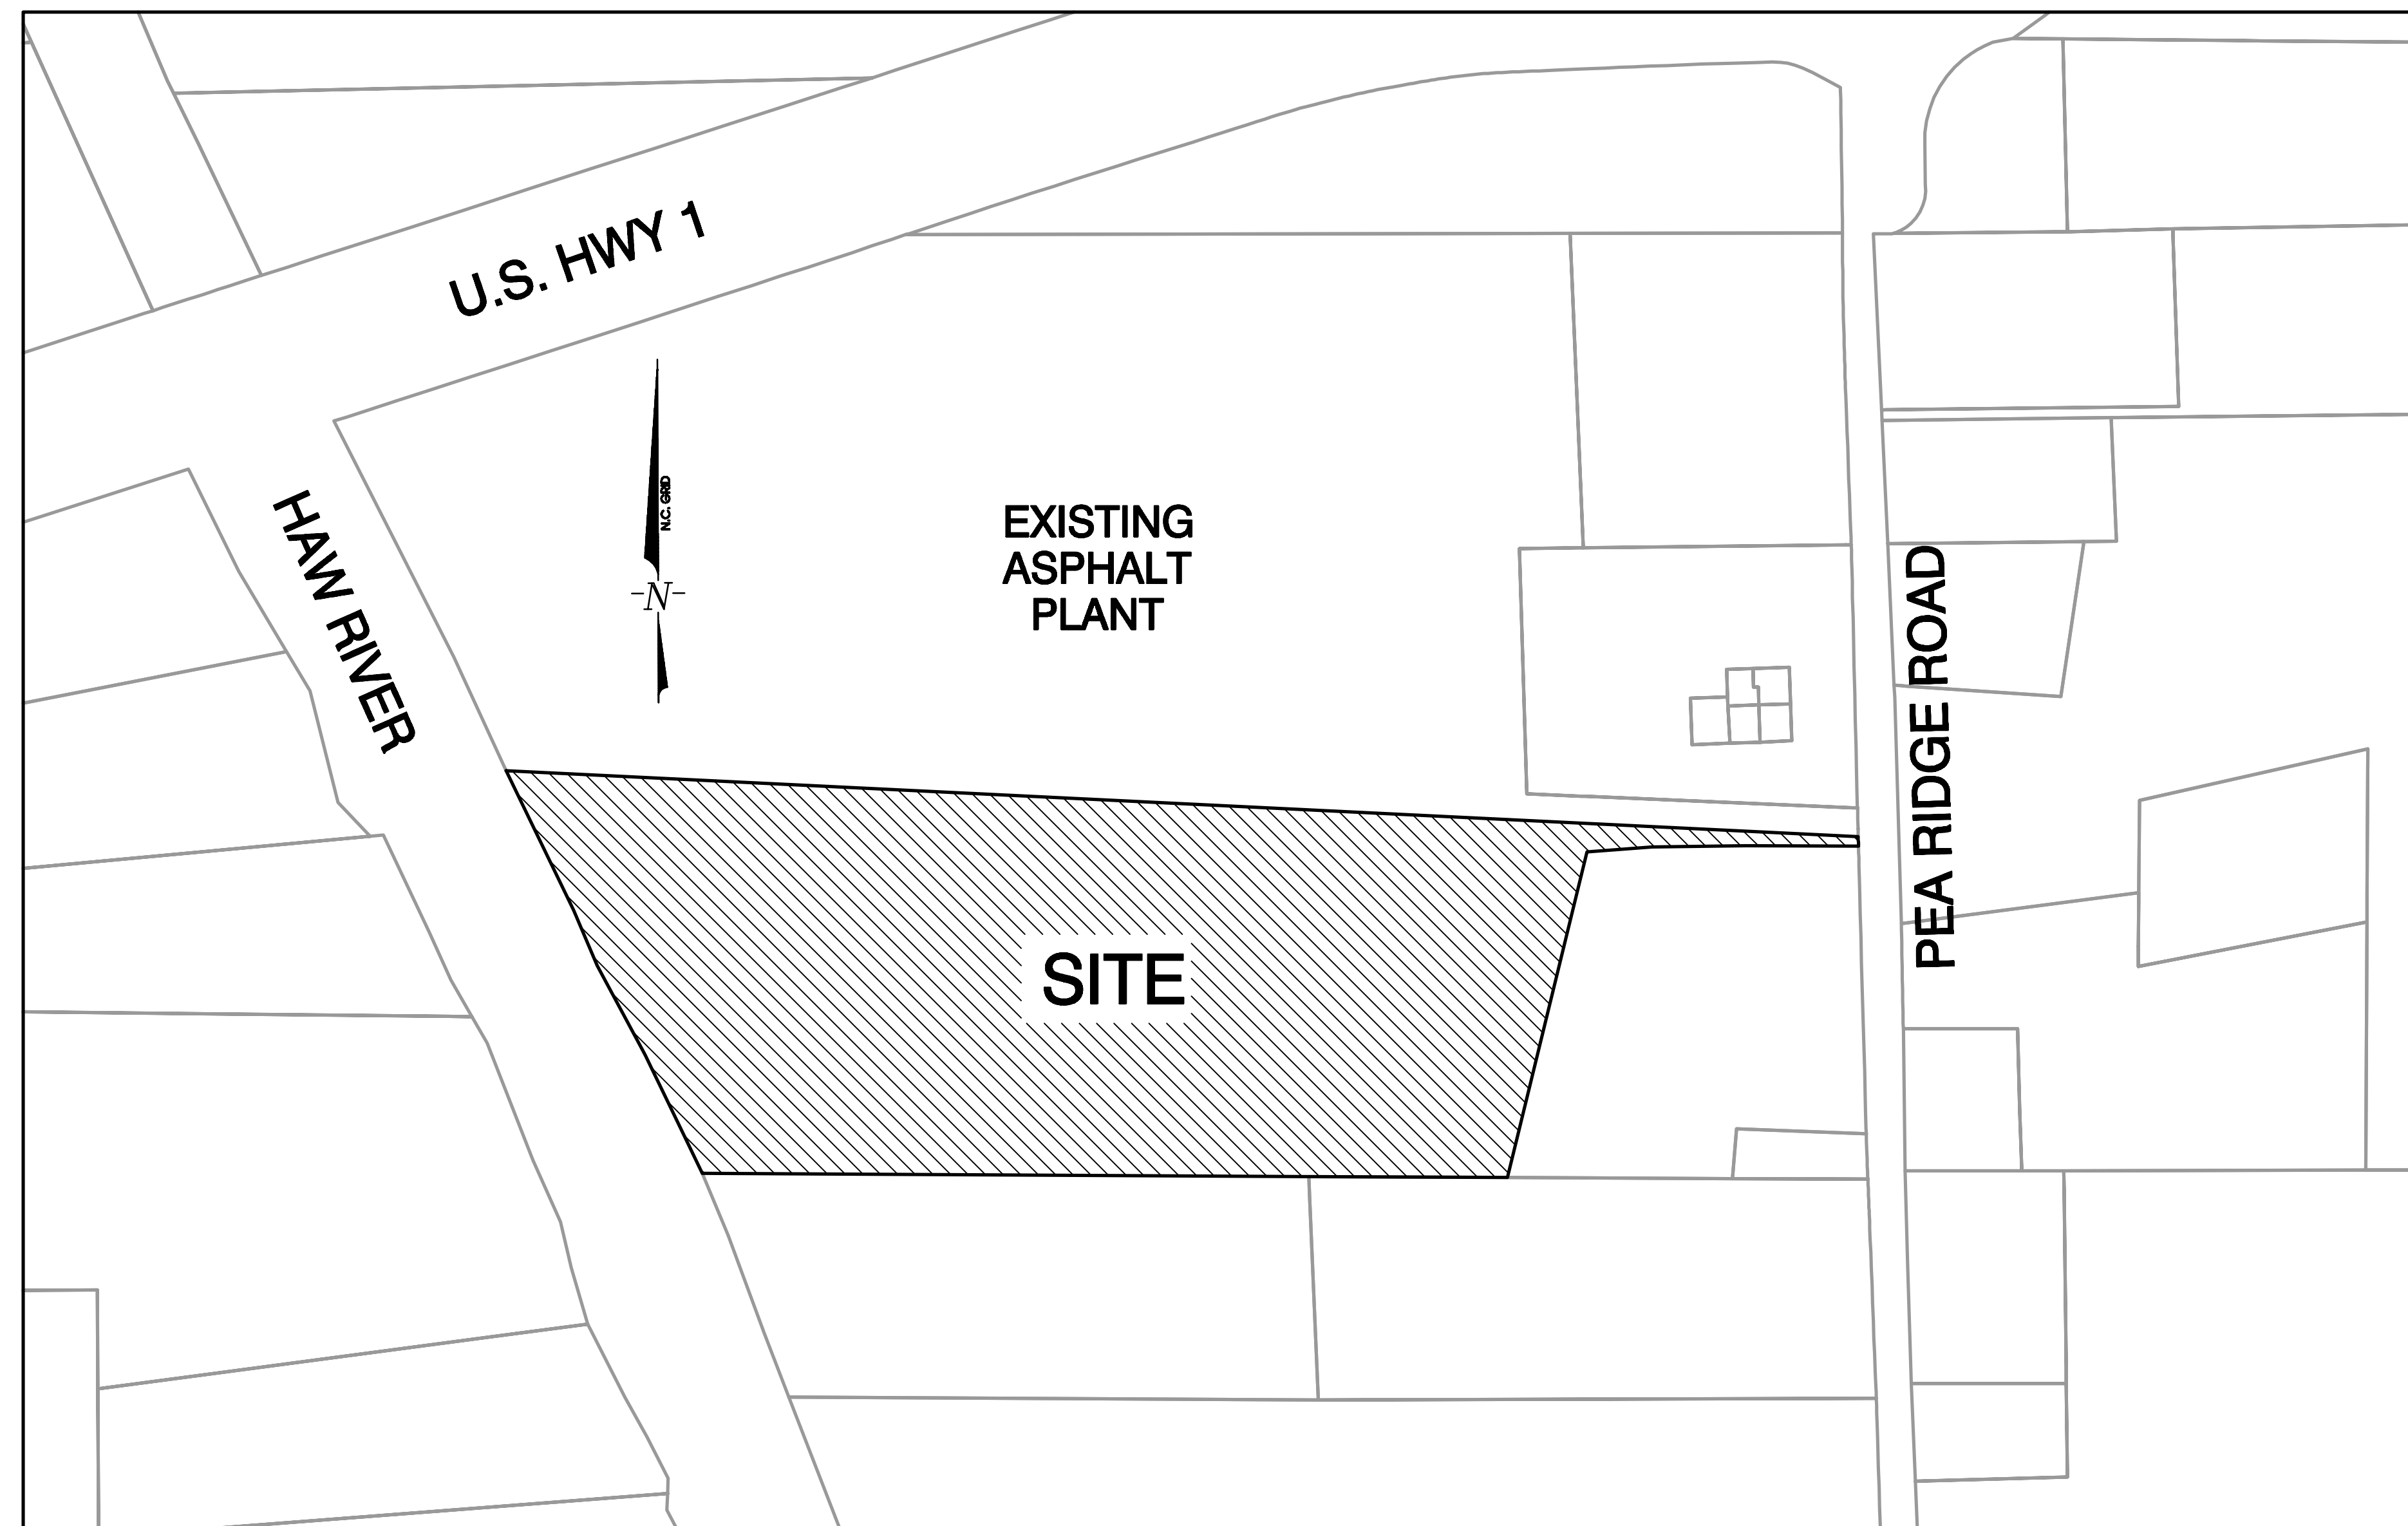 U.S. HWY 1
HAW RIVER
N.C. GRID
-N-
EXISTING
ASPHALT
PLANT
PEA RIDGE ROAD
SITE